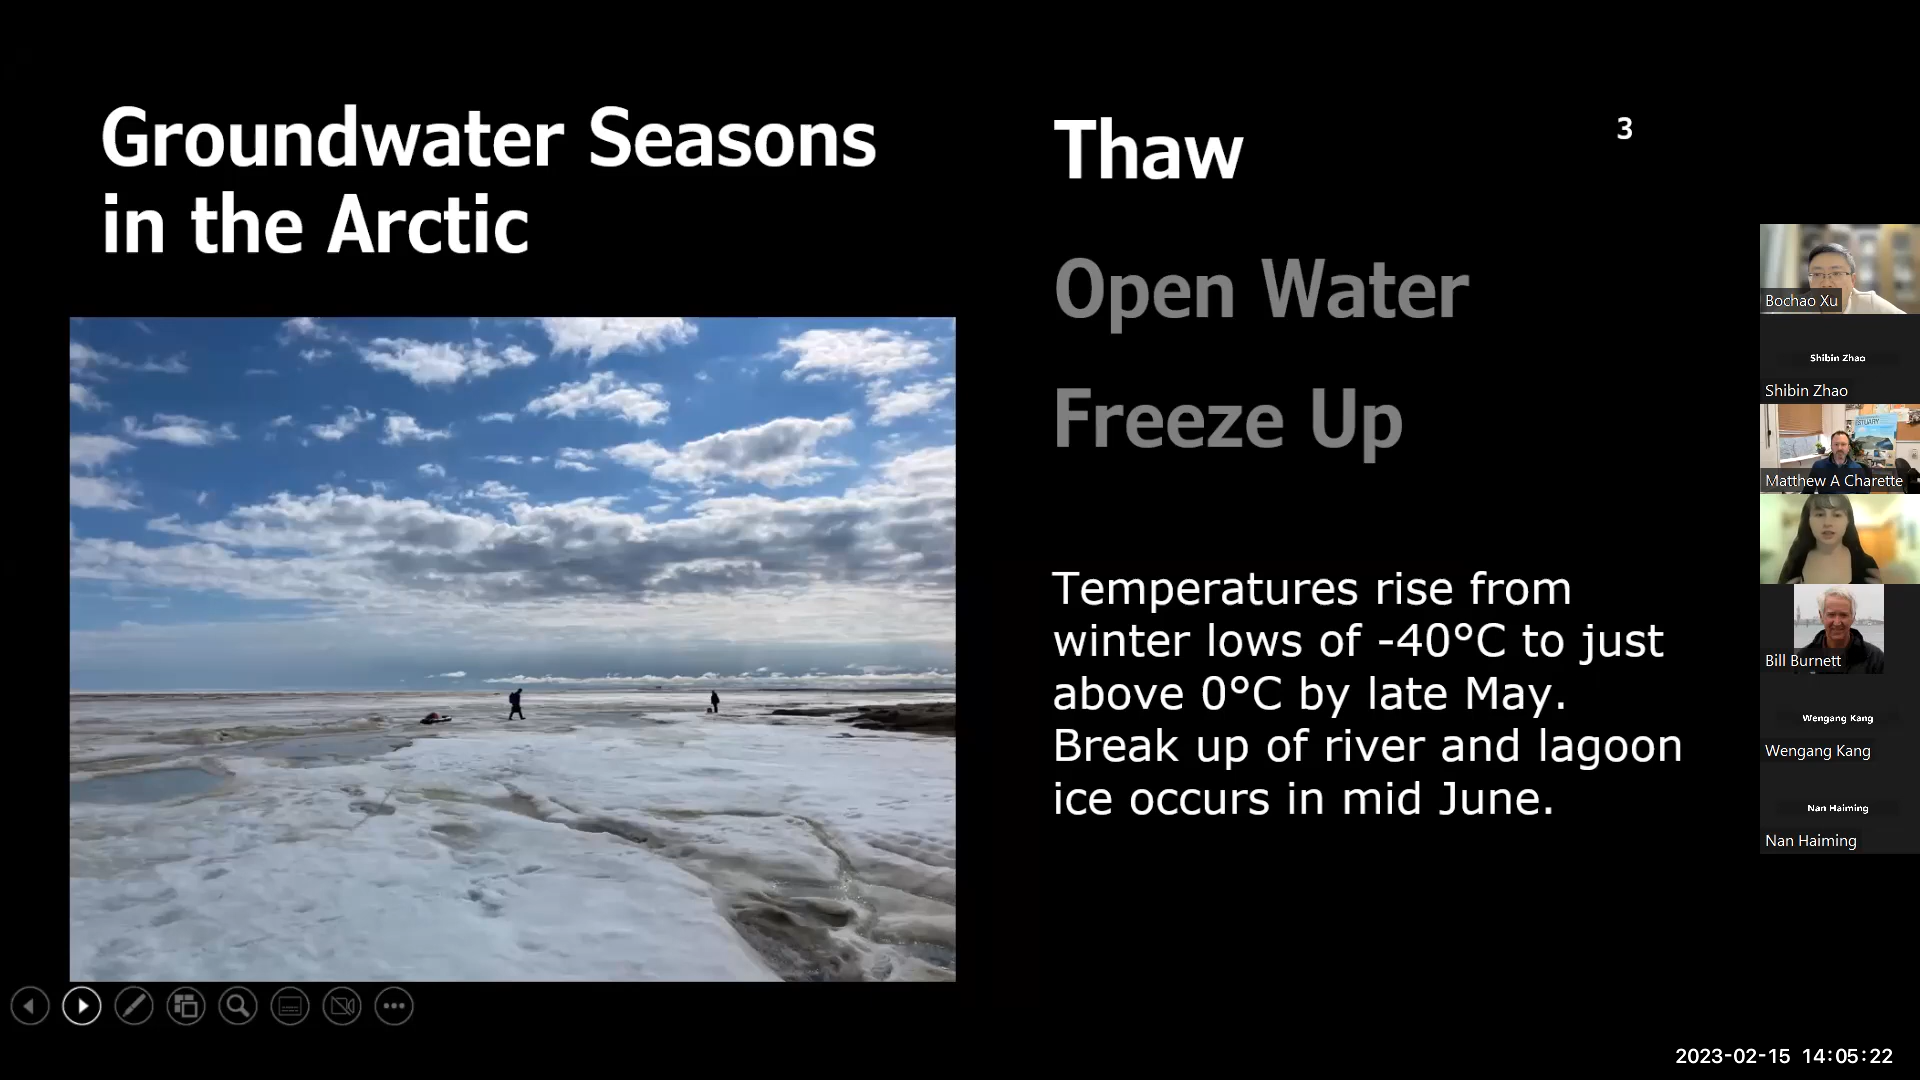 Groundwater Seasons
in the Arctic
Thaw
3
Open Water
Freeze Up
Temperatures rise from
winter lows of -40°C to just
above 0°C by late May.
Break up of river and lagoon
ice occurs in mid June.
Bochao Xu
Shibin Zhao
Shibin Zhao
ESTUARY
Matthew A Charette
Bill Burnett
Wengang Kang
Wengang Kang
Nan Haiming
Nan Haiming
2023-02-15 14:05:22